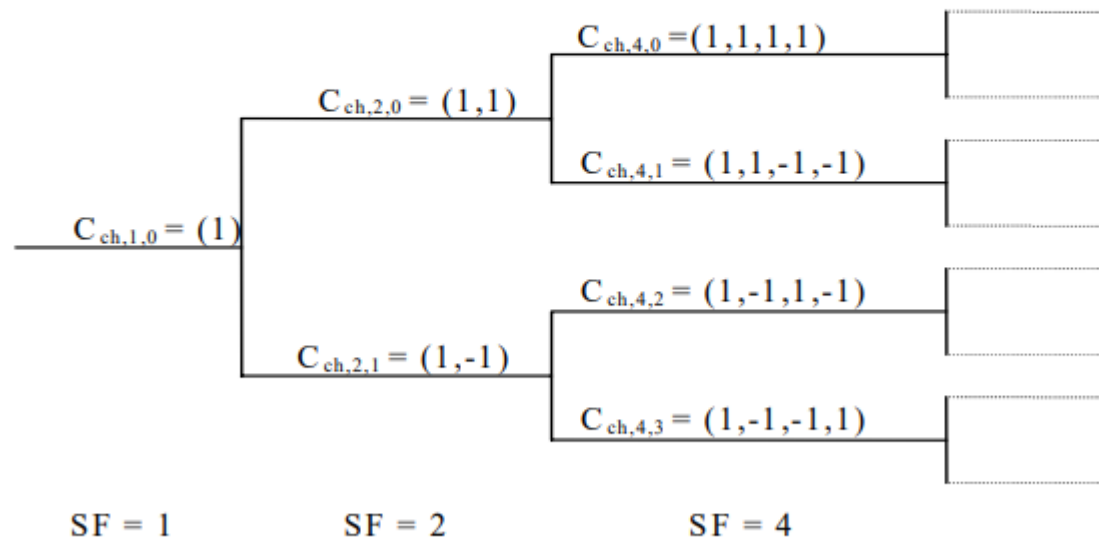 C ch,4,0 =(1,1,1,1)
C ch,2,0 = (1,1)
C ch,4,1 = (1,1,-1,-1)
C ch,1,0 = (1)
C ch,4,2 = (1,-1,1,-1)
C ch,2,1 = (1,-1)
C ch,4,3 = (1,-1,-1,1)
SF = 1 SF = 2 SF = 4